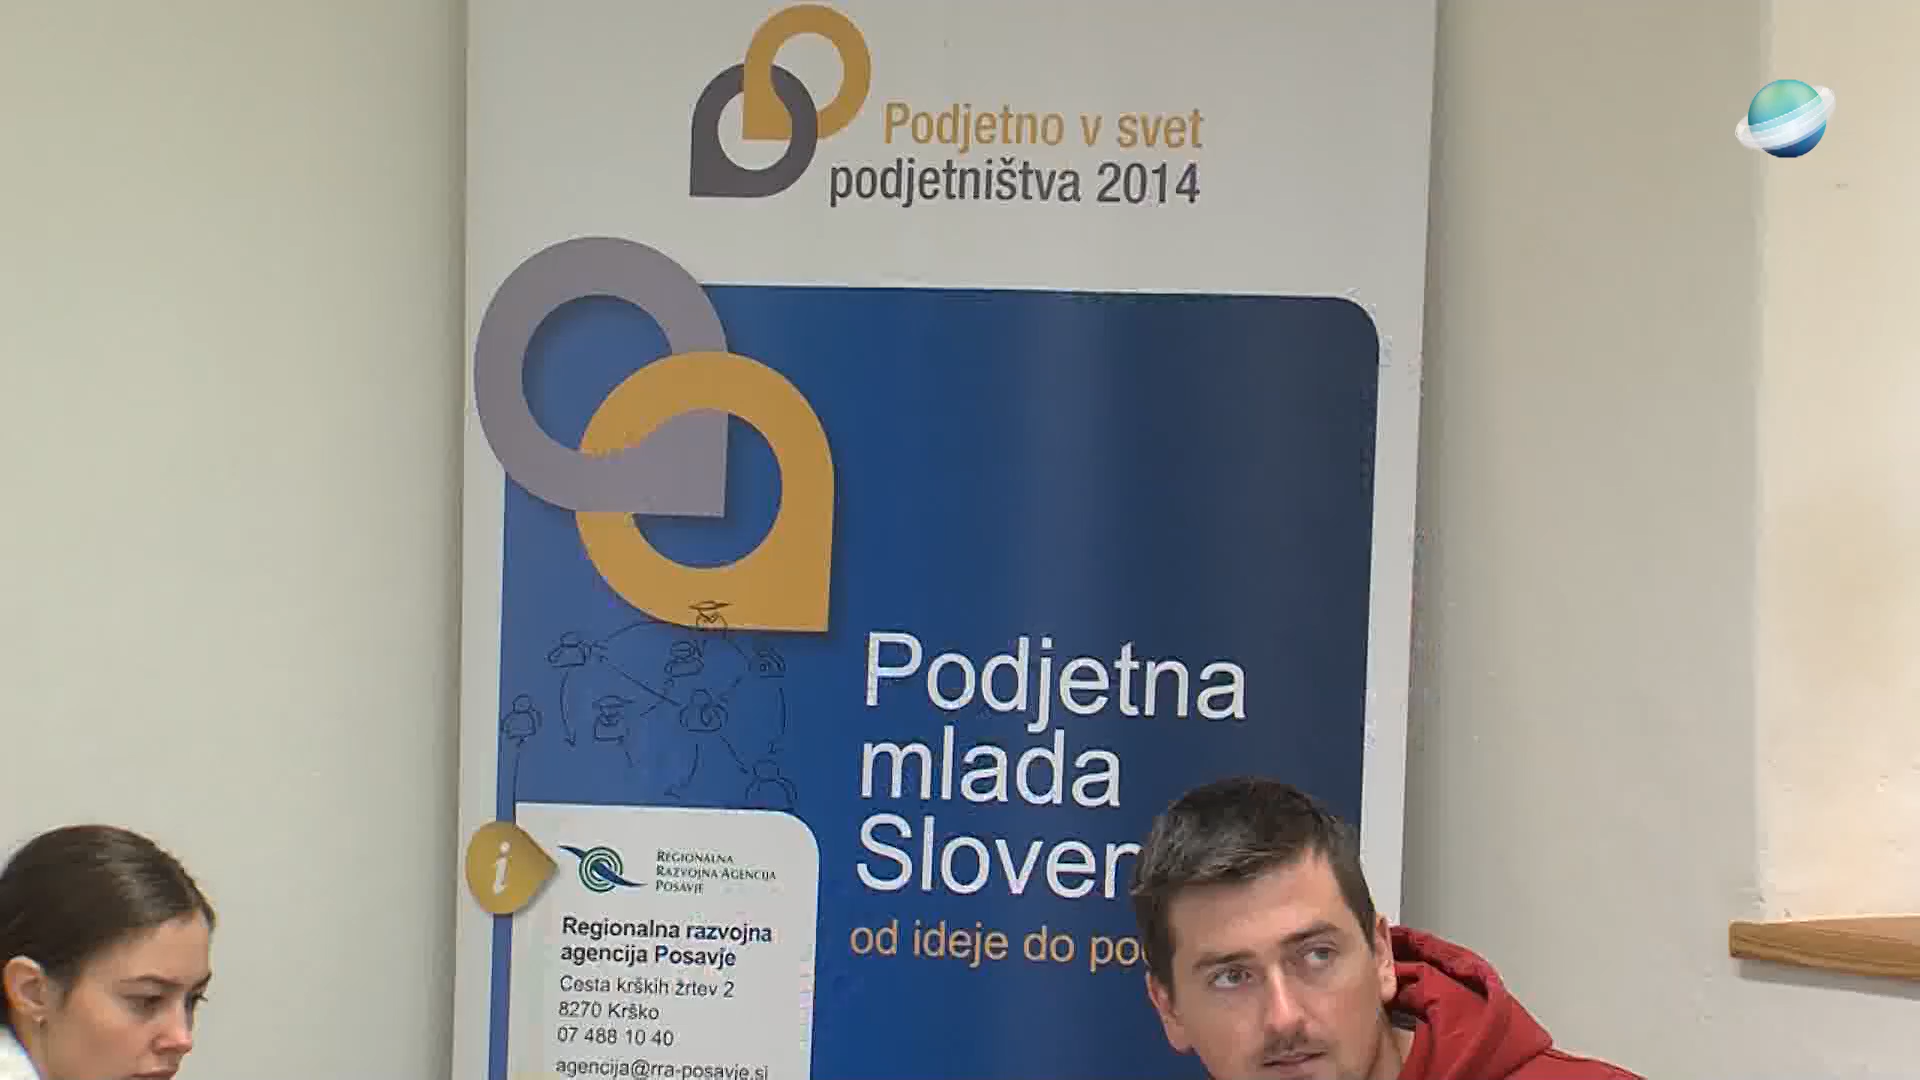 Podjetno v svet
podjetništva 2014
Podjetna
mlada
Sloven
od ideje do po
i
REGIONALNA
RAZVOJNA AGENCIJA
POSAVJE
Regionalna razvojna
agencija Posavje
Cesta krških žrtev 2
8270 Krško
07 488 10 40
agencija@rra-posavje.si